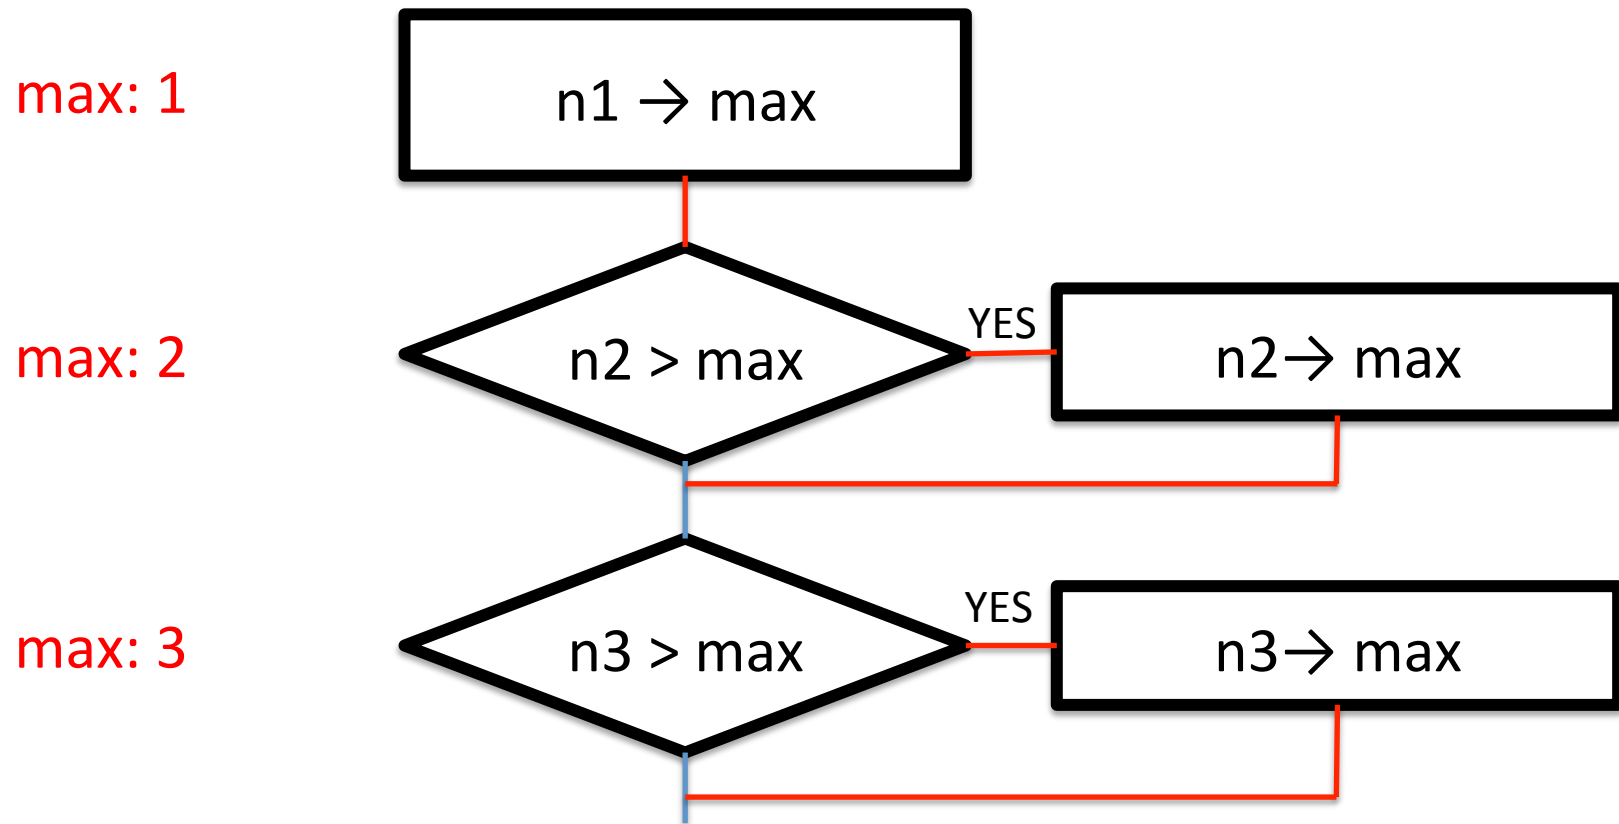 max: 1
n1 → max
max: 2
n2 > max
YES
n2→ max
max: 3
n3 > max
YES
n3→ max